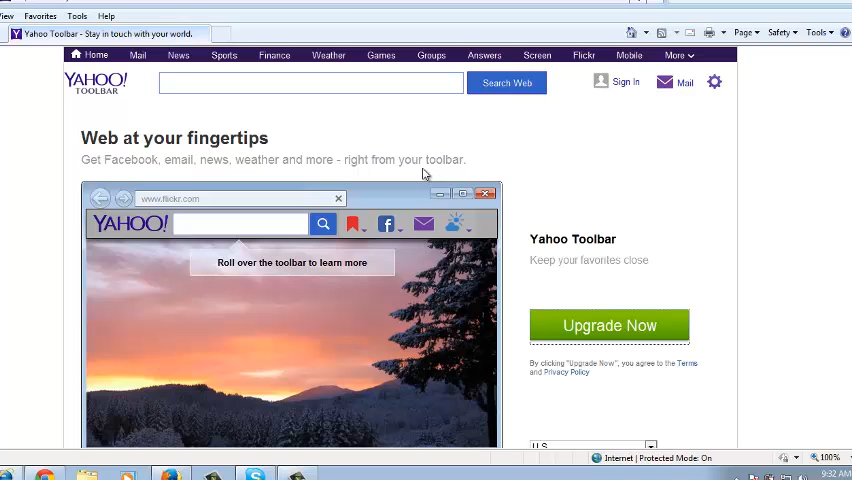 View Favorites Tools Help
Yahoo Toolbar - Stay in touch with your world.
Page Safety Tools
Home Mail News Sports Finance Weather Games Groups Answers Screen Flickr Mobile More
YAHOO! TOOLBAR
Search Web
Sign In
Mail
Web at your fingertips
Get Facebook, email, news, weather and more - right from your toolbar.
www.flickr.com
YAHOO!
Roll over the toolbar to learn more
Yahoo Toolbar
Keep your favorites close
Upgrade Now
By clicking "Upgrade Now", you agree to the Terms
and Privacy Policy
U.S.
Internet | Protected Mode: On
100%
9:32 AM